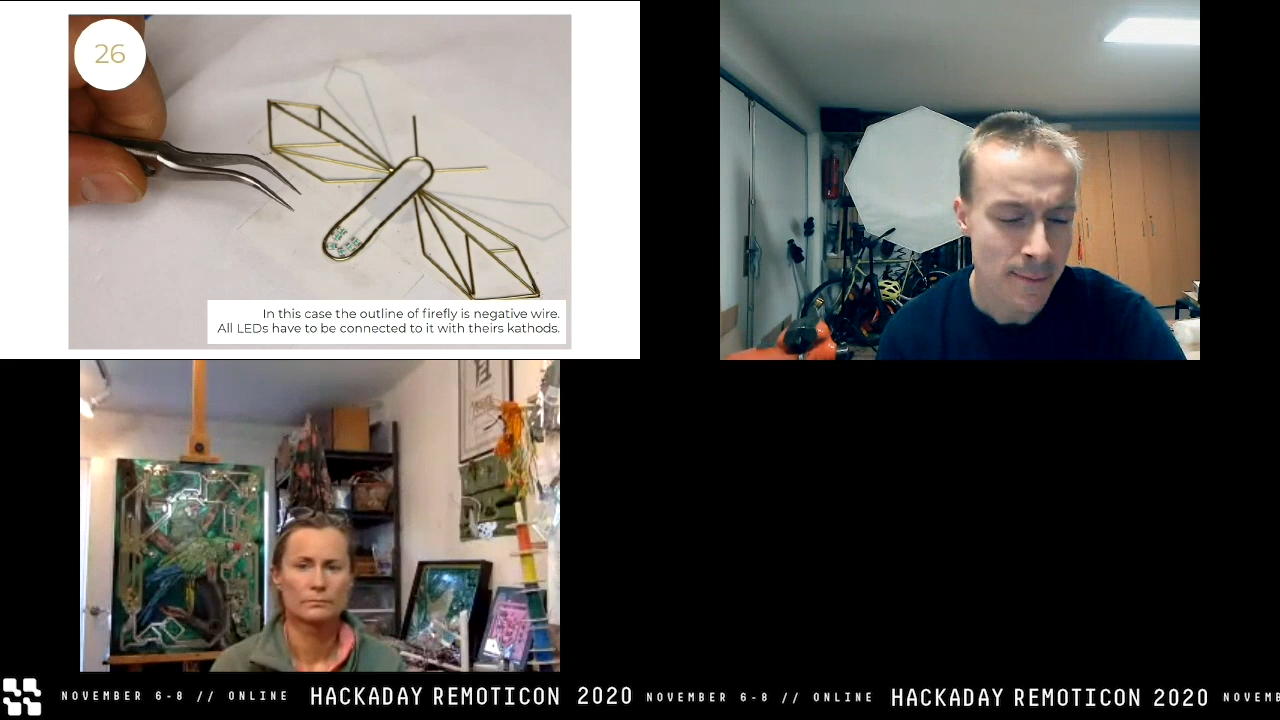 26
In this case the outline of firefly is negative wire.
All LEDs have to be connected to it with theirs kathods.
NOVEMBER 6-8 // ONLINE HACKADAY REMOTICON 2020 NOVEMBER 6-8 // ONLINE HACKADAY REMOTICON 2020 NOVEM